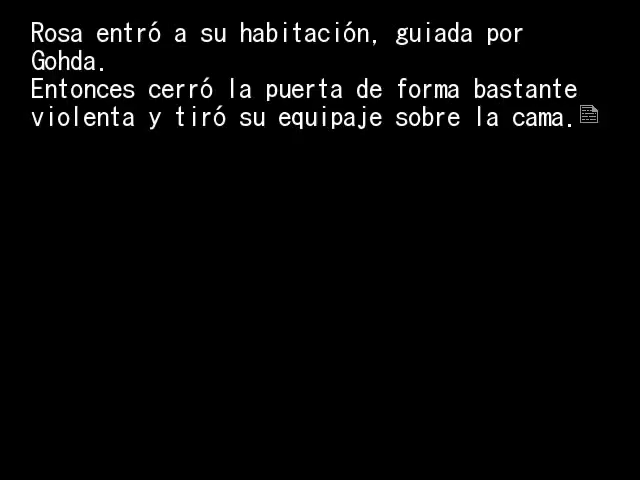 Rosa entró a su habitación, guiada por
Gohda.
Entonces cerró la puerta de forma bastante
violenta y tiró su equipaje sobre la cama.